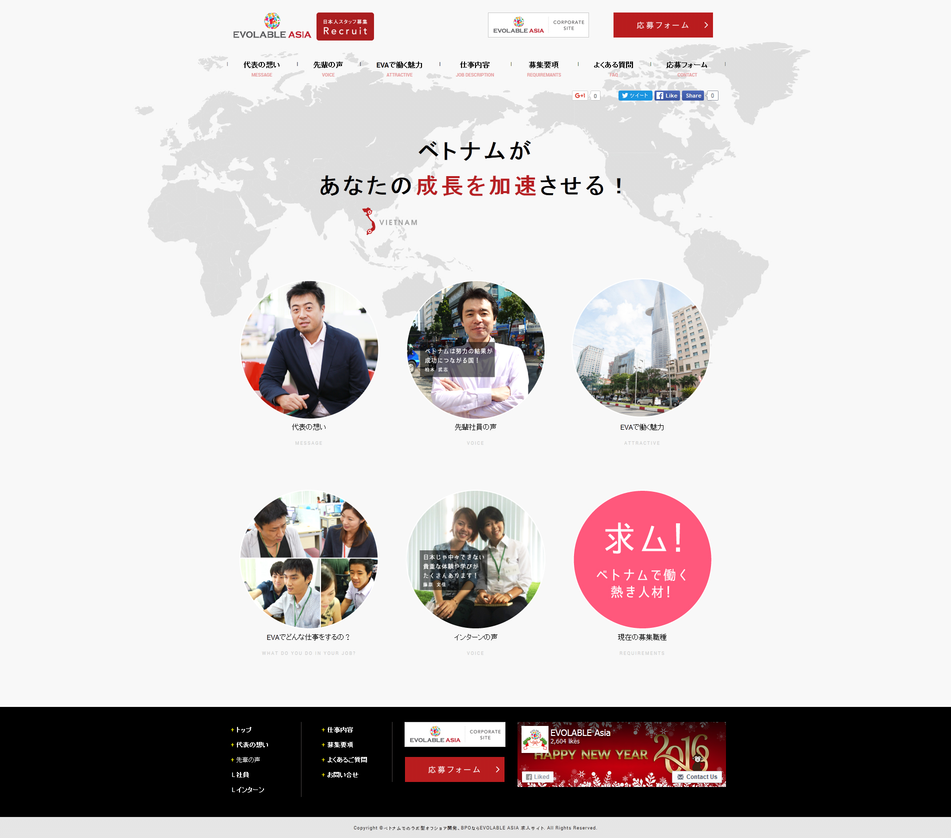 EVOLABLE ASIA
日本人スタッフ募集
Recruit
EVOLABLE ASIA
CORPORATE
SITE
応募フォーム
代表の想い
MESSAGE
先輩の声
VOICE
EVAで働く魅力
ATTRACTIVE
仕事内容
JOB DESCRIPTION
募集要項
REQUIREMANTS
よくある質問
FAQ
応募フォーム
CONTACT
G+1
0
ツイート
Like
Share
0
ベトナムが
あなたの成長を加速させる！
VIETNAM
ベトナムは努力の結果が
成功につながる国！
代表の想い
MESSAGE
先輩社員の声
VOICE
EVAで働く魅力
ATTRACTIVE
日本じゃ中々できない
貴重な体験や学びが
たくさんあります！
求ム！
ベトナムで働く
熱き人材！
EVAでどんな仕事をするの？
WHAT DO YOU DO IN YOUR JOB?
インターンの声
VOICE
現在の募集職種
REQUIREMENTS
+ トップ
+ 代表の想い
+ 先輩の声
L 社員
L インターン
+ 仕事内容
+ 募集要項
+ よくあるご質問
+ お問い合せ
EVOLABLE ASIA
CORPORATE
SITE
応募フォーム
EVOLABLE Asia
2,604 likes
HAPPY NEW YEAR 2016
Liked
Contact Us
Copyright ©ベトナムでのラボ型オフショア開発、BPOならEVOLABLE ASIA 求人サイト. All Rights Reserved.